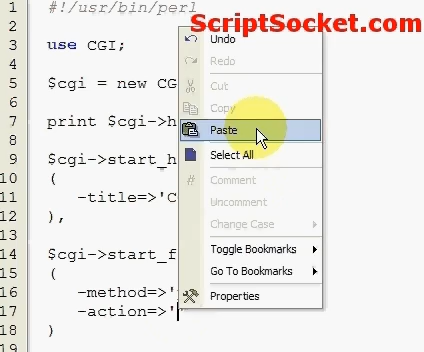 ScriptSocket.com
1 #!/usr/bin/perl
2
3 use CGI;
4
5 $cgi = new CG
6
7 print $cgi->h
8
9 $cgi->start_h
10 (
11 -title=>'C
12 ),
13
14 $cgi->start_f
15 (
16 -method=>'
17 -action=>'
18 )
Undo
Redo
Cut
Copy
Paste
Select All
# Comment
Uncomment
Change Case
Toggle Bookmarks
Go To Bookmarks
Properties